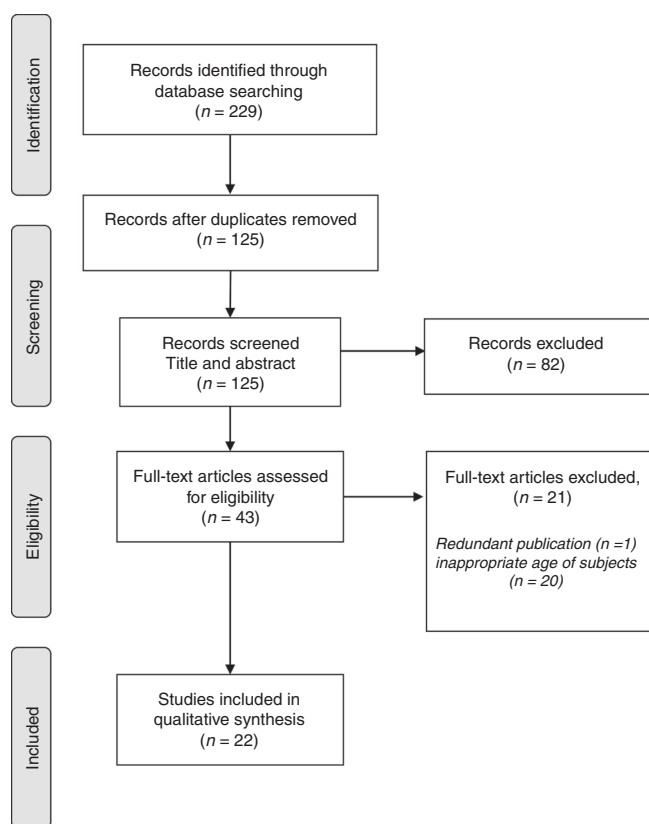 Identification
Records identified through
database searching
(n = 229)
Records after duplicates removed
(n = 125)
Screening
Records screened
Title and abstract
(n = 125)
Records excluded
(n = 82)
Eligibility
Full-text articles assessed
for eligibility
(n = 43)
Full-text articles excluded,
(n = 21)
Redundant publication (n =1)
inappropriate age of subjects
(n = 20)
Included
Studies included in
qualitative synthesis
(n = 22)